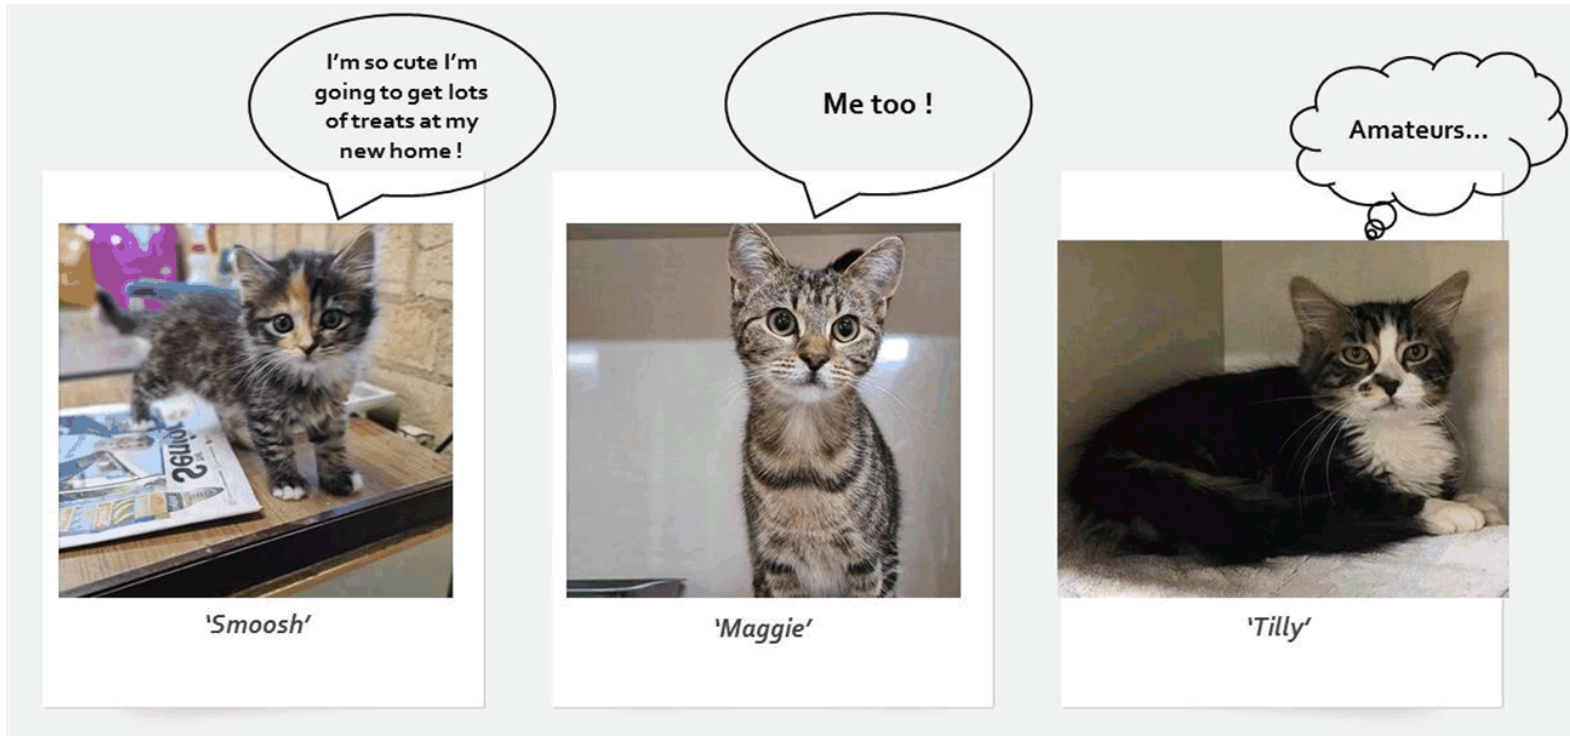 I'm so cute I'm
going to get lots
of treats at my
new home !
Me too !
Amateurs...
'Smoosh'
'Maggie'
'Tilly'